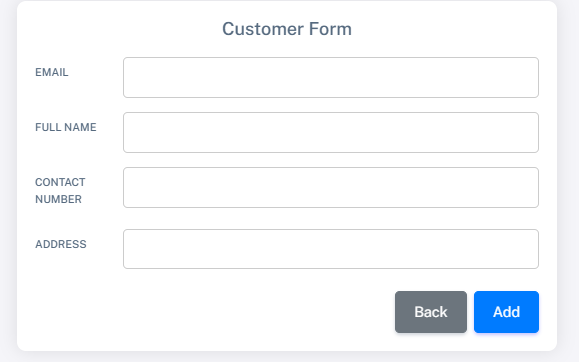 Customer Form
EMAIL
FULL NAME
CONTACT
NUMBER
ADDRESS
Back Add